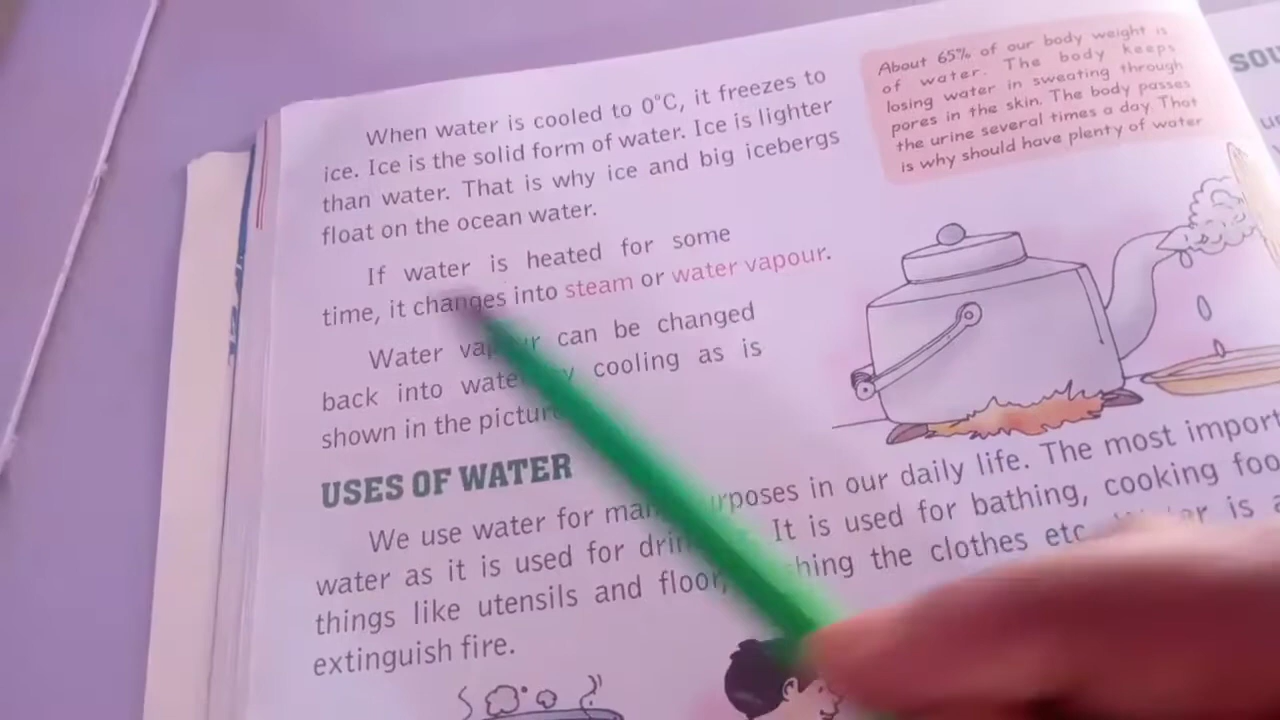 When water is cooled to 0°C, it freezes to
ice. Ice is the solid form of water. Ice is lighter
than water. That is why ice and big icebergs
float on the ocean water.
If water is heated for some
time, it changes into steam or water vapour.
Water can be changed
back into cooling as is
shown in the
About 65% of our body weight is
of water. The body keeps
losing water in sweating through
pores in the skin. The body passes
the urine several times a day. That
is why should have plenty of water
USES OF WATER
We use water for purposes in our daily life. The most
water as it is used for It is used for bathing, cooking
things like utensils and floor, the clothes etc. is
extinguish fire.